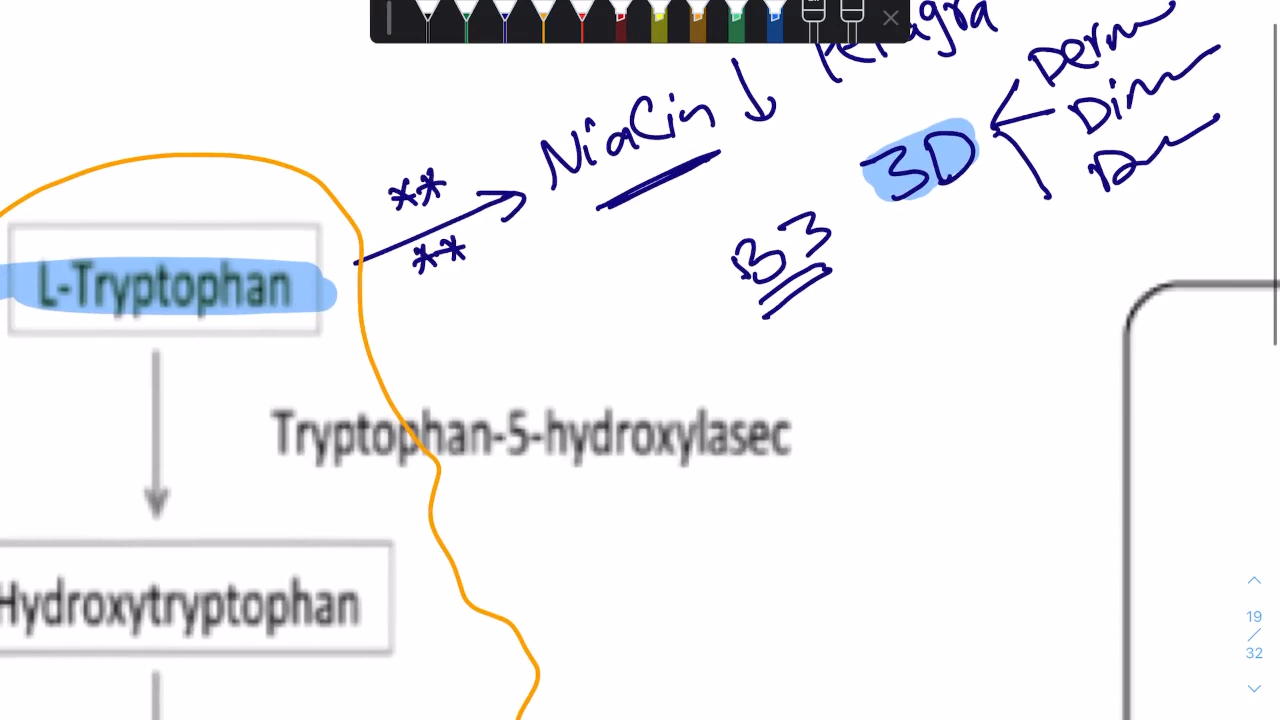 Pellagra
Derm
Niacin ↓
Dim
3D
D
**
B3
**
L-Tryptophan
Tryptophan-5-hydroxylasec
Hydroxytryptophan
19
/
32